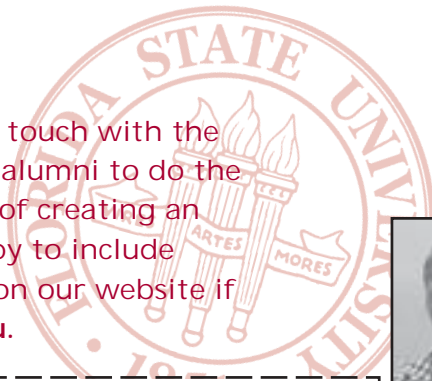 FLORIDA STATE UNIVERSITY
touch with the
alumni to do the
of creating an
by to include
on our website if
.
ARTES
MORES